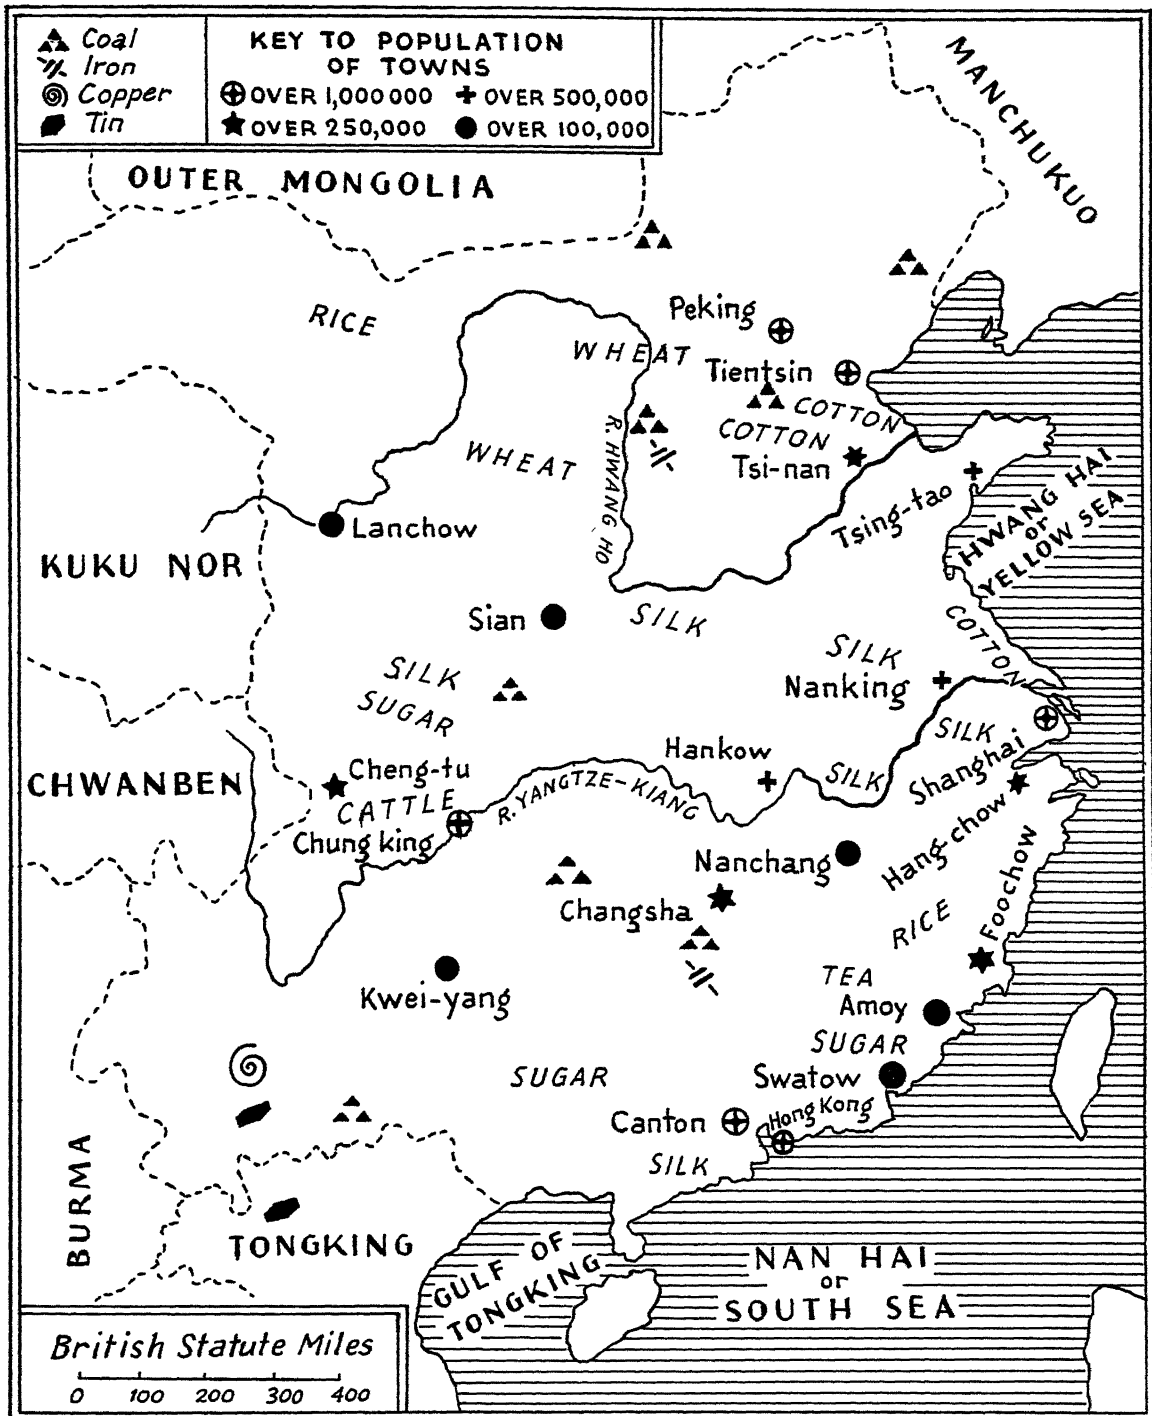 Coal
Iron
Copper
Tin
KEY TO POPULATION
OF TOWNS
OVER 1,000000
OVER 500,000
OVER 250,000
OVER 100,000
MANCHUKUO
OUTER MONGOLIA
RICE
Peking
WHEAT
Tientsin
COTTON
COTTON
R. HWANG HO
WHEAT
Tsi-nan
Tsing-tao
HWANG HAI
or
YELLOW SEA
Lanchow
KUKU NOR
Sian
SILK
COTTON
SILK
SILK
SUGAR
Nanking
SILK
Shanghai
Hankow
SILK
CHWANBEN
Cheng-tu
CATTLE
R. YANGTZE-KIANG
Chung king
Hang-chow
Nanchang
Changsha
RICE
Foochow
Kwei-yang
TEA
Amoy
SUGAR
SUGAR
Swatow
Hong Kong
Canton
SILK
BURMA
TONGKING
GULF OF
TONGKING
NAN HAI
or
SOUTH SEA
British Statute Miles
0 100 200 300 400